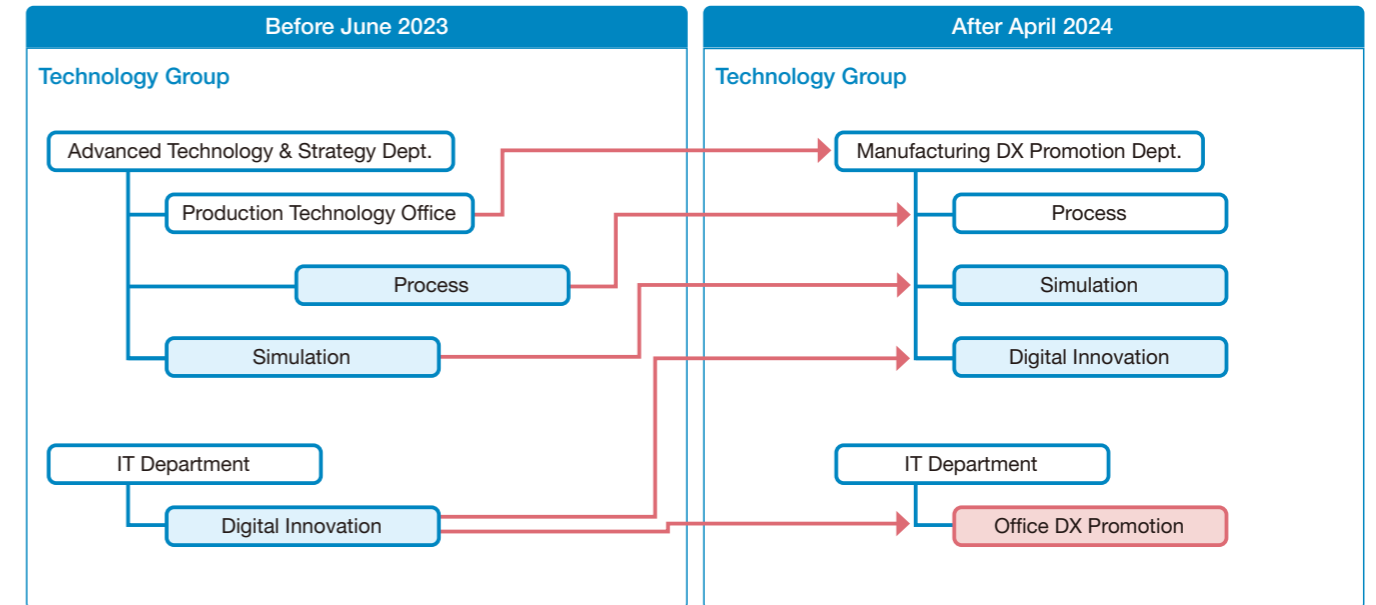 Before June 2023
Technology Group
Advanced Technology & Strategy Dept.
Production Technology Office
Process
Simulation
IT Department
Digital Innovation
After April 2024
Technology Group
Manufacturing DX Promotion Dept.
Process
Simulation
Digital Innovation
IT Department
Office DX Promotion